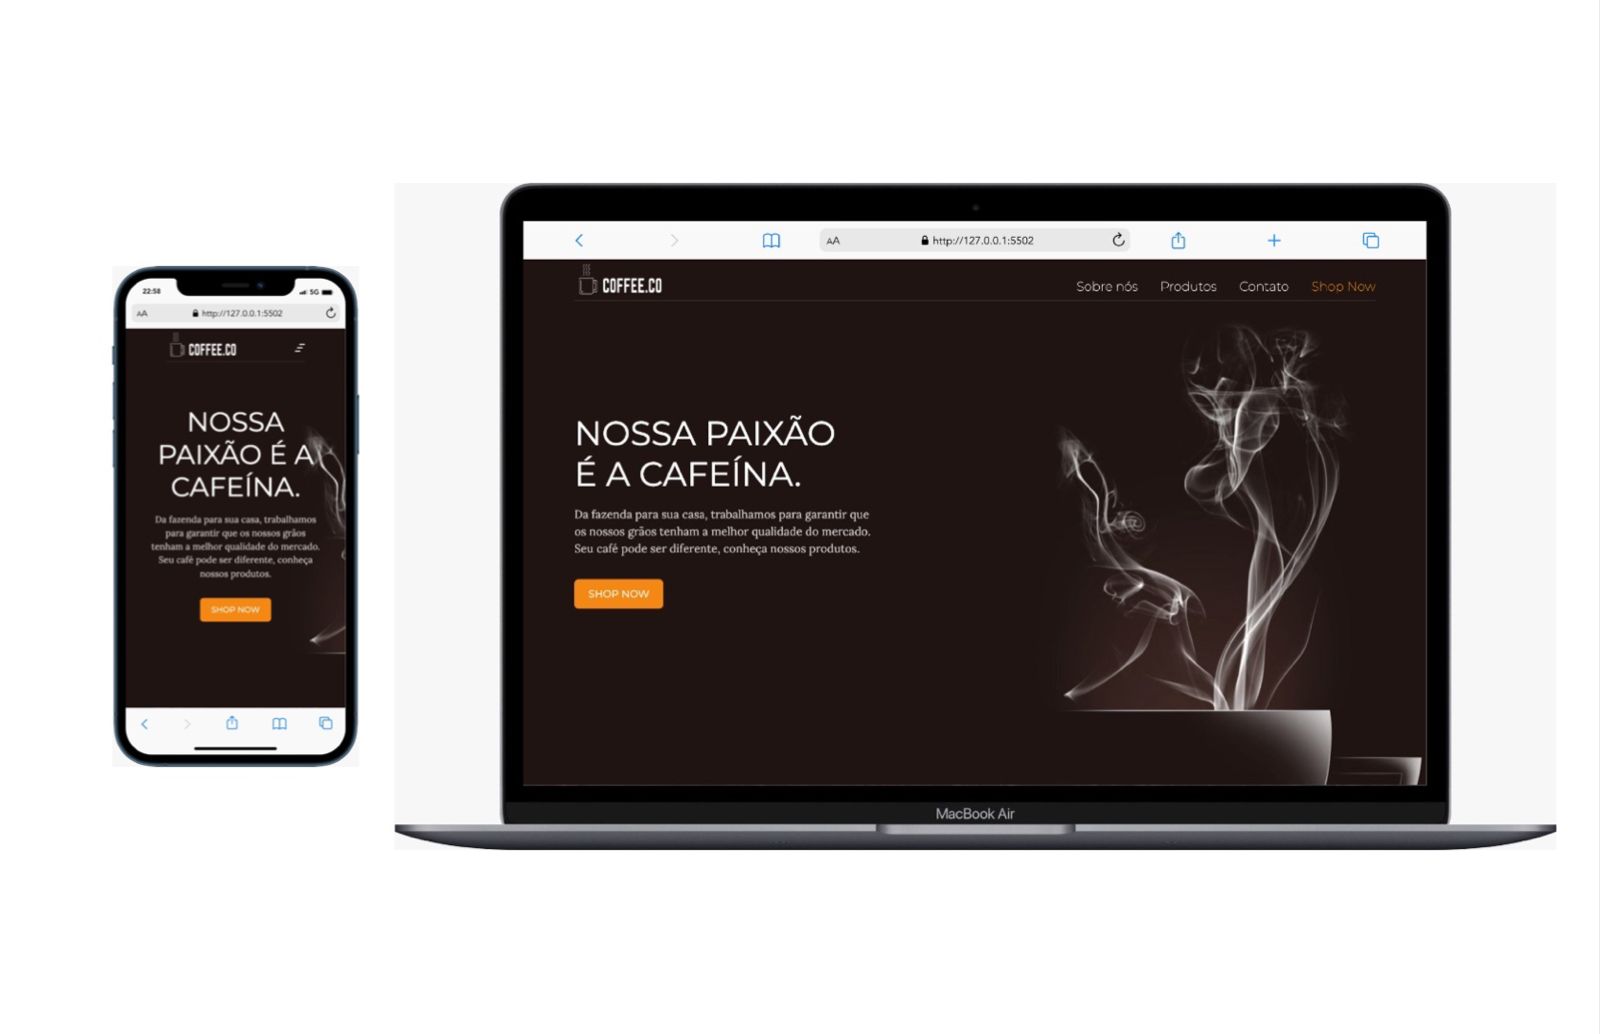 22:58
5G
AA
http://127.0.0.1:5502
COFFEE.CO
NOSSA
PAIXÃO É A
CAFEÍNA.
Da fazenda para sua casa, trabalhamos
para garantir que os nossos grãos
tenham a melhor qualidade do mercado.
Seu café pode ser diferente, conheça
nossos produtos.
SHOP NOW
AA
http://127.0.0.1:5502
COFFEE.CO
Sobre nós Produtos Contato Shop Now
NOSSA PAIXÃO
É A CAFEÍNA.
Da fazenda para sua casa, trabalhamos para garantir que
os nossos grãos tenham a melhor qualidade do mercado.
Seu café pode ser diferente, conheça nossos produtos.
SHOP NOW
MacBook Air